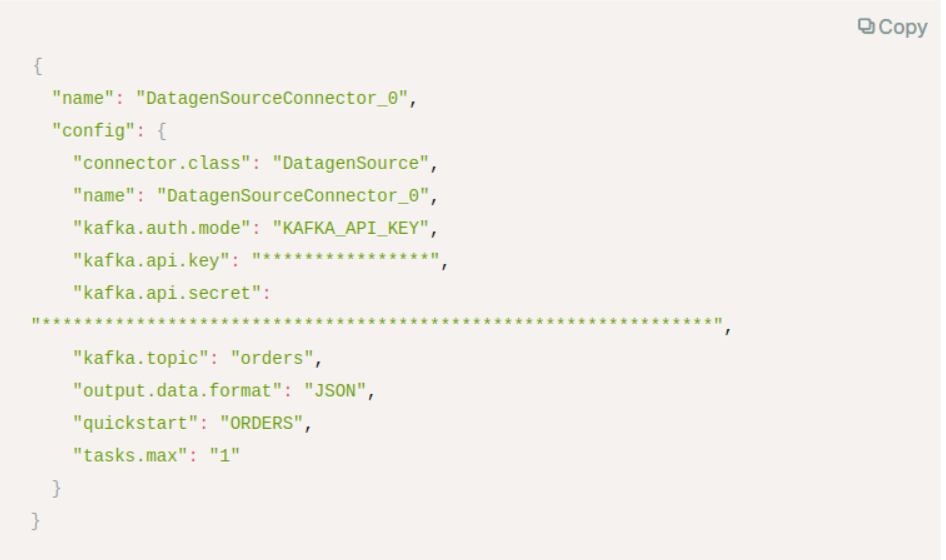 Copy
{
"name": "DatagenSourceConnector_0",
"config": {
"connector.class": "DatagenSource",
"name": "DatagenSourceConnector_0",
"kafka.auth.mode": "KAFKA_API_KEY",
"kafka.api.key": "****************",
"kafka.api.secret":
"****************************************************************",
"kafka.topic": "orders",
"output.data.format": "JSON",
"quickstart": "ORDERS",
"tasks.max": "1"
}
}